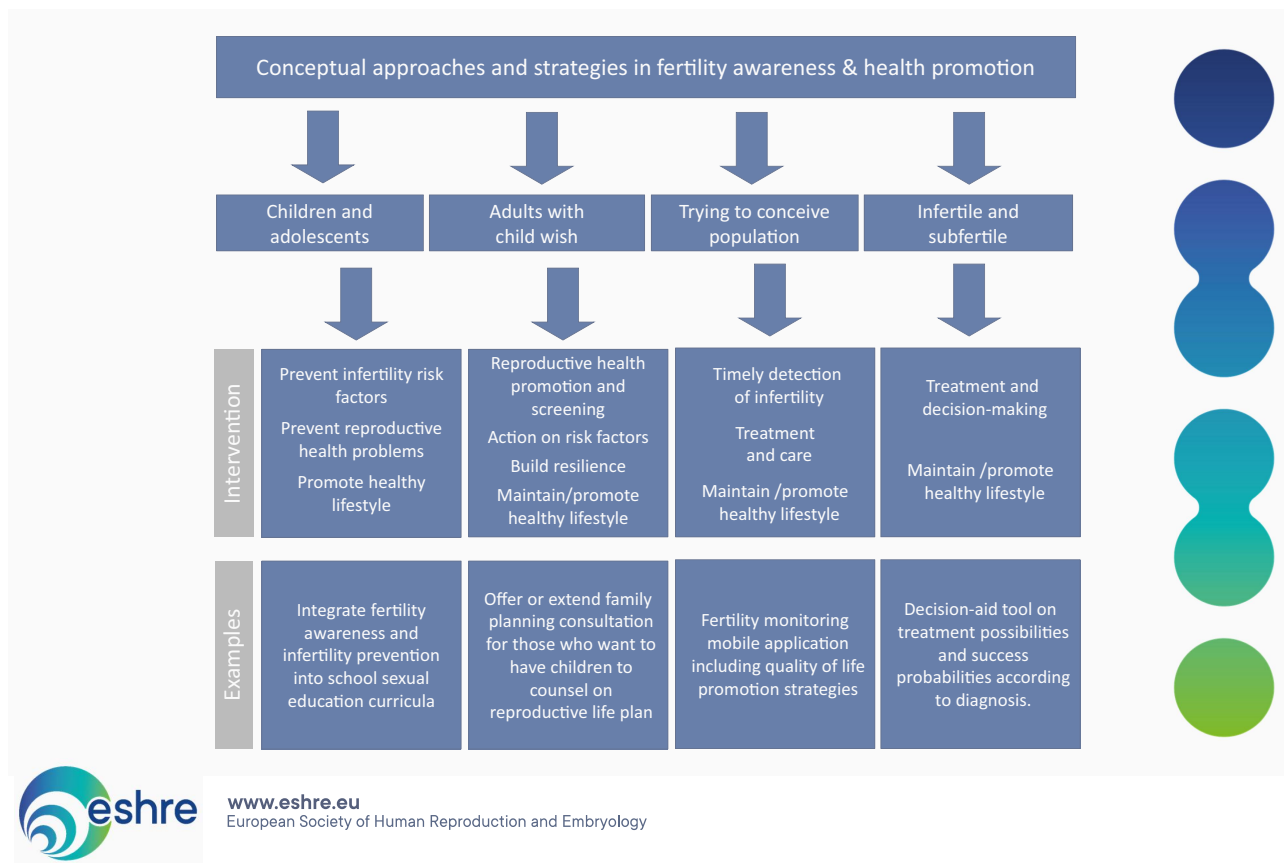 Conceptual approaches and strategies in fertility awareness & health promotion
Children and
adolescents
Adults with
child wish
Trying to conceive
population
Infertile and
subfertile
Intervention
Prevent infertility risk
factors
Prevent reproductive
health problems
Promote healthy
lifestyle
Reproductive health
promotion and
screening
Action on risk factors
Build resilience
Maintain/promote
healthy lifestyle
Timely detection
of infertility
Treatment
and care
Maintain /promote
healthy lifestyle
Treatment and
decision-making
Maintain /promote
healthy lifestyle
Examples
Integrate fertility
awareness and
infertility prevention
into school sexual
education curricula
Offer or extend family
planning consultation
for those who want to
have children to
counsel on
reproductive life plan
Fertility monitoring
mobile application
including quality of life
promotion strategies
Decision-aid tool on
treatment possibilities
and success
probabilities according
to diagnosis.
eshre
www.eshre.eu
European Society of Human Reproduction and Embryology